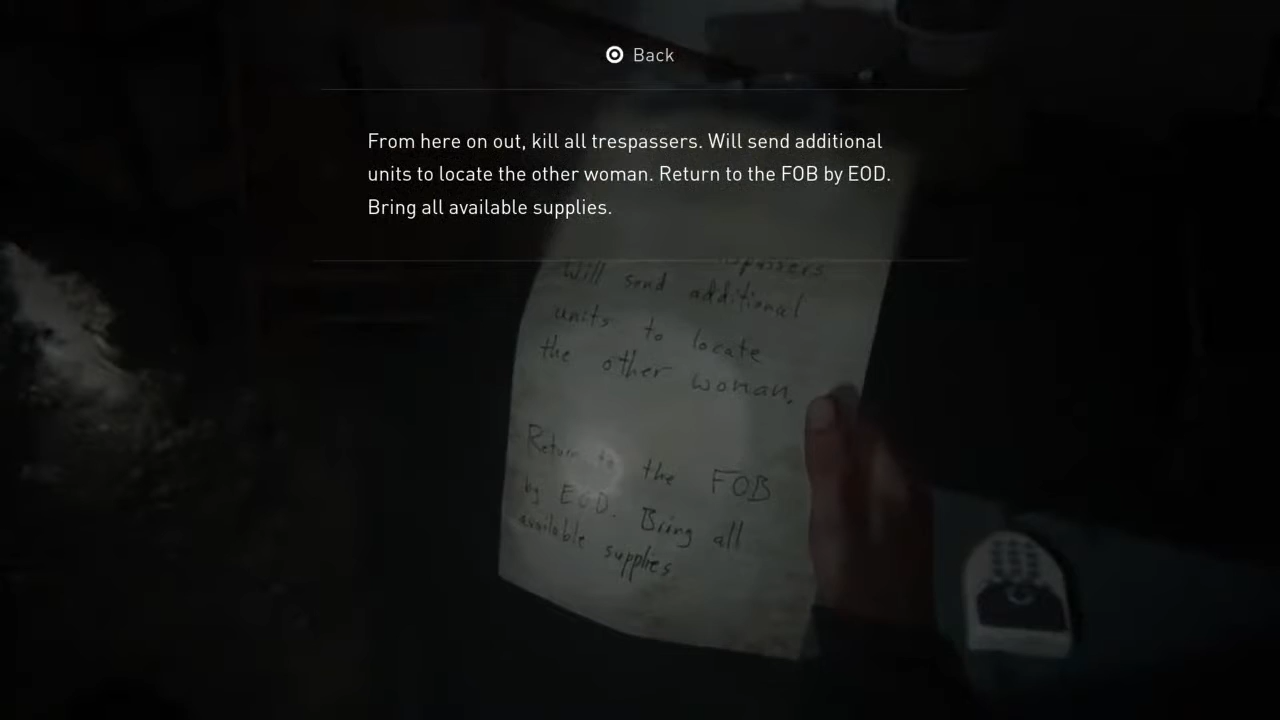 Back
From here on out, kill all trespassers. Will send additional
units to locate the other woman. Return to the FOB by EOD.
Bring all available supplies.
Will send additional
units to locate
the other woman.
Return to the FOB
by EOD. Bring all
available supplies